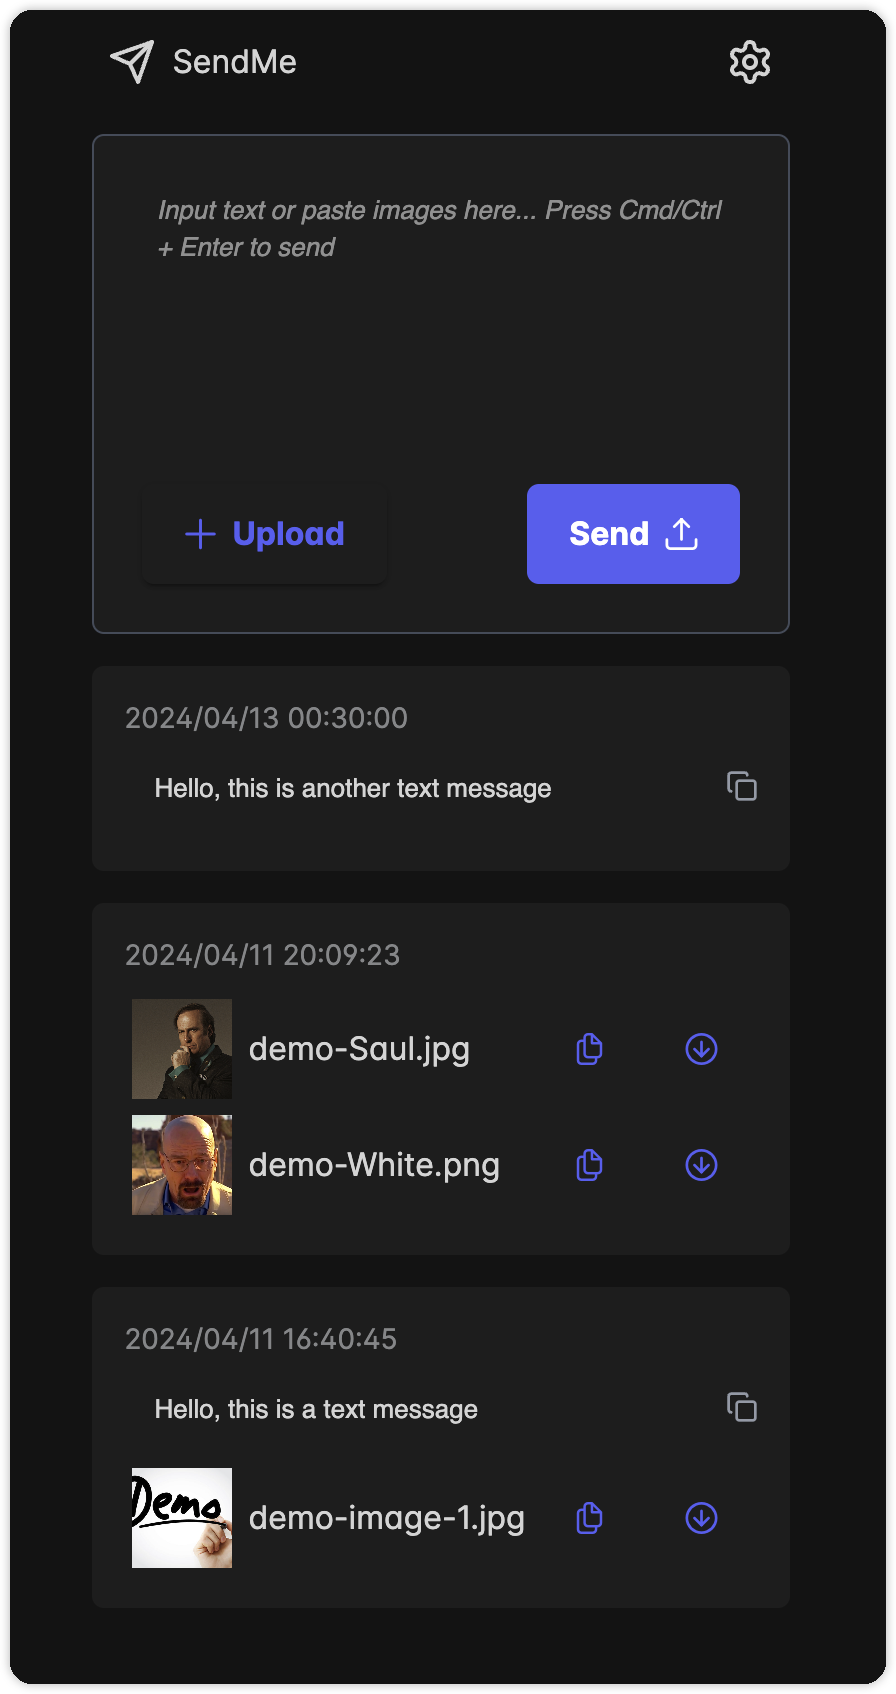 SendMe
Input text or paste images here... Press Cmd/Ctrl
+ Enter to send
Upload
Send
2024/04/13 00:30:00
Hello, this is another text message
2024/04/11 20:09:23
demo-Saul.jpg
demo-White.png
2024/04/11 16:40:45
Hello, this is a text message
Demo
demo-image-1.jpg